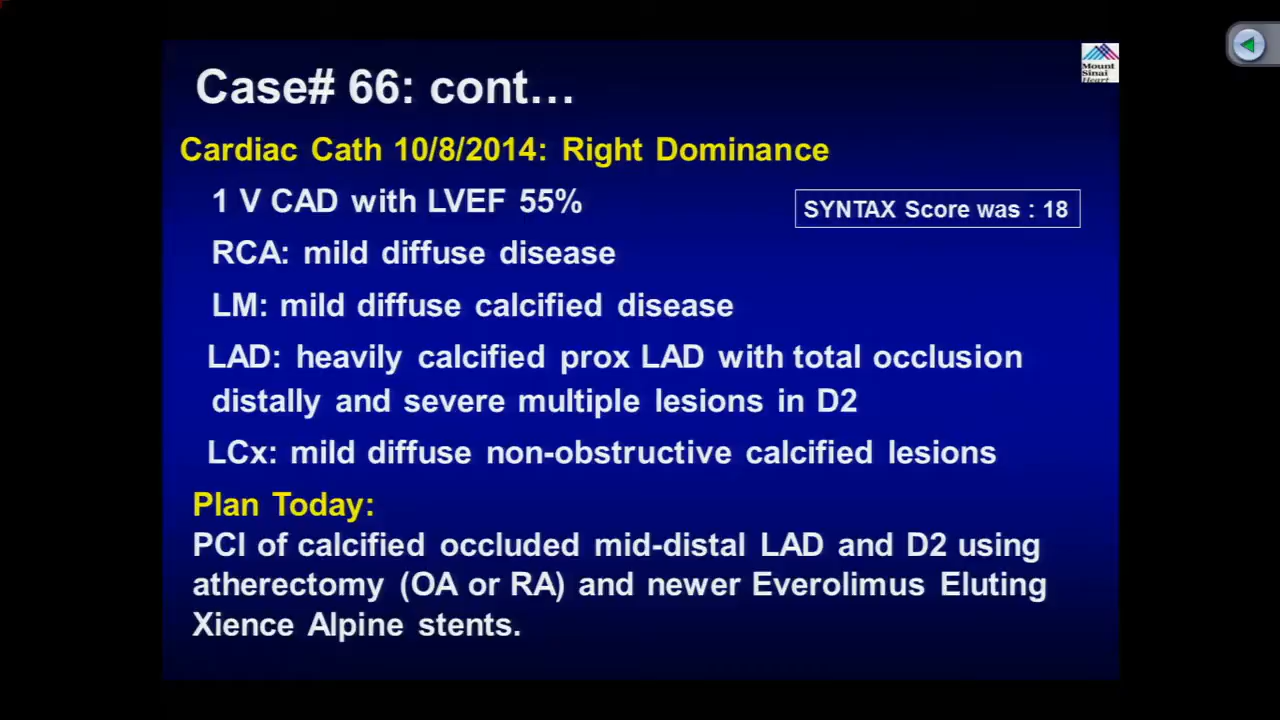 Case# 66: cont…
Mount
Sinai
Heart
Cardiac Cath 10/8/2014: Right Dominance
1 V CAD with LVEF 55%
SYNTAX Score was : 18
RCA: mild diffuse disease
LM: mild diffuse calcified disease
LAD: heavily calcified prox LAD with total occlusion
distally and severe multiple lesions in D2
LCx: mild diffuse non-obstructive calcified lesions
Plan Today:
PCI of calcified occluded mid-distal LAD and D2 using
atherectomy (OA or RA) and newer Everolimus Eluting
Xience Alpine stents.